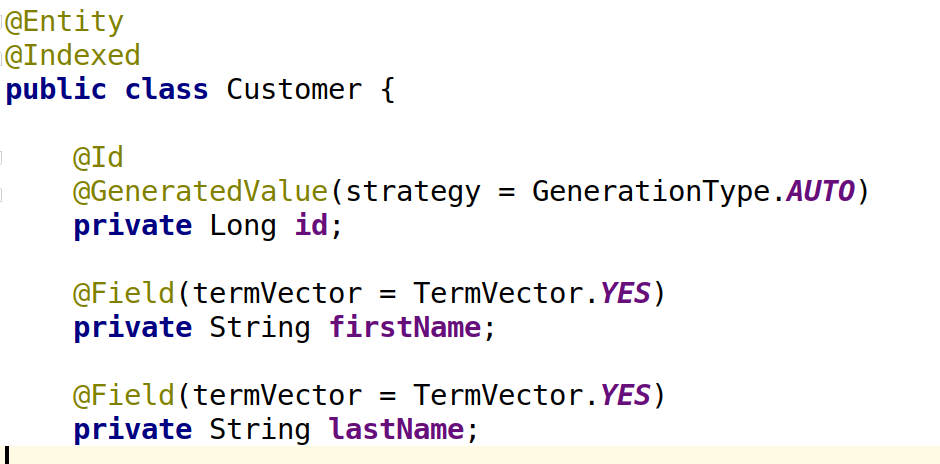 @Entity
@Indexed
public class Customer {
@Id
@GeneratedValue(strategy = GenerationType.AUTO)
private Long id;
@Field(termVector = TermVector.YES)
private String firstName;
@Field(termVector = TermVector.YES)
private String lastName;